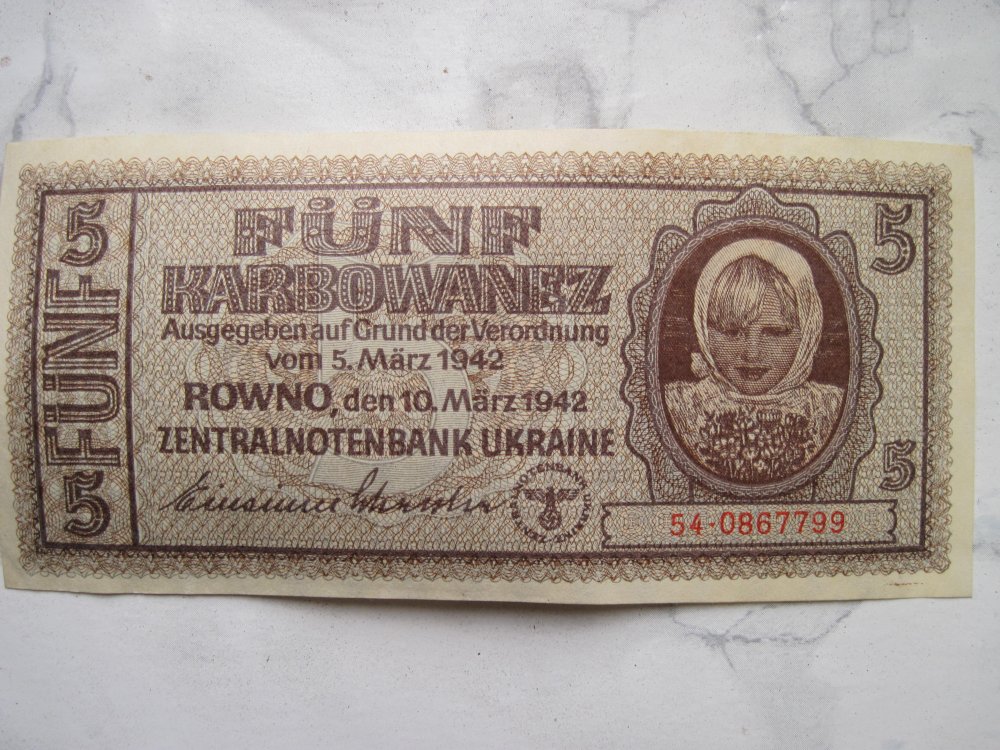 5 FÜNF 5
FÜNF
KARBOWANEZ
Ausgegeben auf Grund der Verordnung
vom 5. März 1942
ROWNO, den 10. März 1942
ZENTRALNOTENBANK UKRAINE
5
5
54·0867799